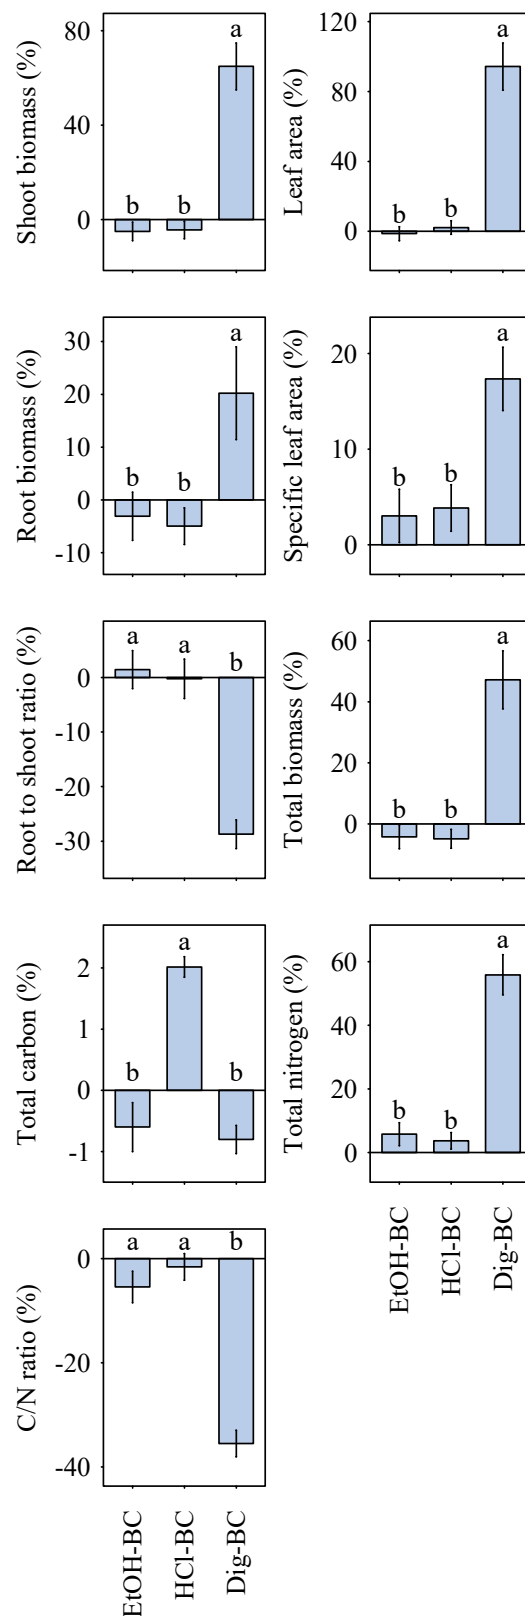 Shoot biomass (%)
80
40
0
b
b
a
Leaf area (%)
120
80
40
0
b
b
a
Root biomass (%)
30
20
10
0
-10
b
b
a
Specific leaf area (%)
20
10
0
b
b
a
Root to shoot ratio (%)
0
-10
-20
-30
a
a
b
Total biomass (%)
60
40
20
0
b
b
a
Total carbon (%)
2
1
0
-1
b
a
b
Total nitrogen (%)
60
40
20
0
b
b
a
EtOH-BC
HCl-BC
Dig-BC
C/N ratio (%)
0
-20
-40
a
a
b
EtOH-BC
HCl-BC
Dig-BC